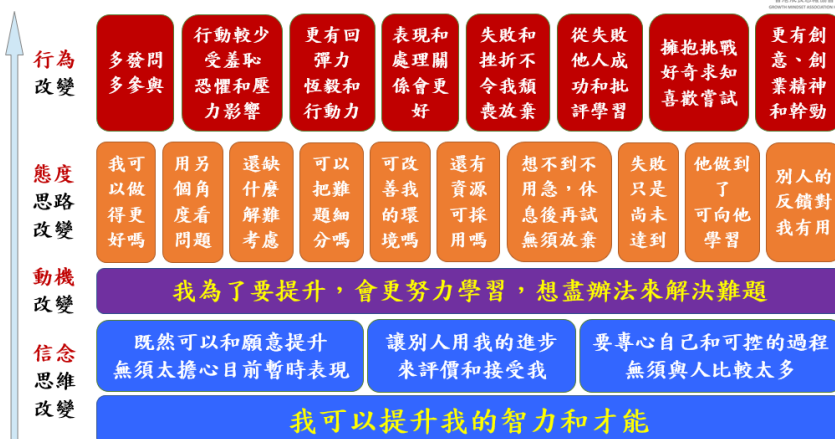 GROWTH MINDSET ASSOCIATION
行為
改變
多發問
多參與
行動較少
受羞恥
恐懼和壓
力影響
更有回
彈力
恆毅和
行動力
表現和
處理關
係會更
好
失敗和
挫折不
令我頹
喪放棄
從失敗
他人成
功和批
評學習
擁抱挑戰
好奇求知
喜歡嘗試
更有創
意、創
業精神
和幹勁
態度
思路
改變
我可
以做
得更
好嗎
用另
個角
度看
問題
還缺
什麼
解難
考慮
可以
把難
題細
分嗎
可改
善我
的環
境嗎
還有
資源
可採
用嗎
想不到不
用急，休
息後再試
無須放棄
失敗
只是
尚未
達到
他做到
了
可向他
學習
別人的
反饋對
我有用
動機
改變
我為了要提升，會更努力學習，想盡辦法來解決難題
信念
思維
改變
既然可以和願意提升
無須太擔心目前暫時表現
讓別人用我的進步
來評價和接受我
要專心自己和可控的過程
無須與人比較太多
我可以提升我的智力和才能